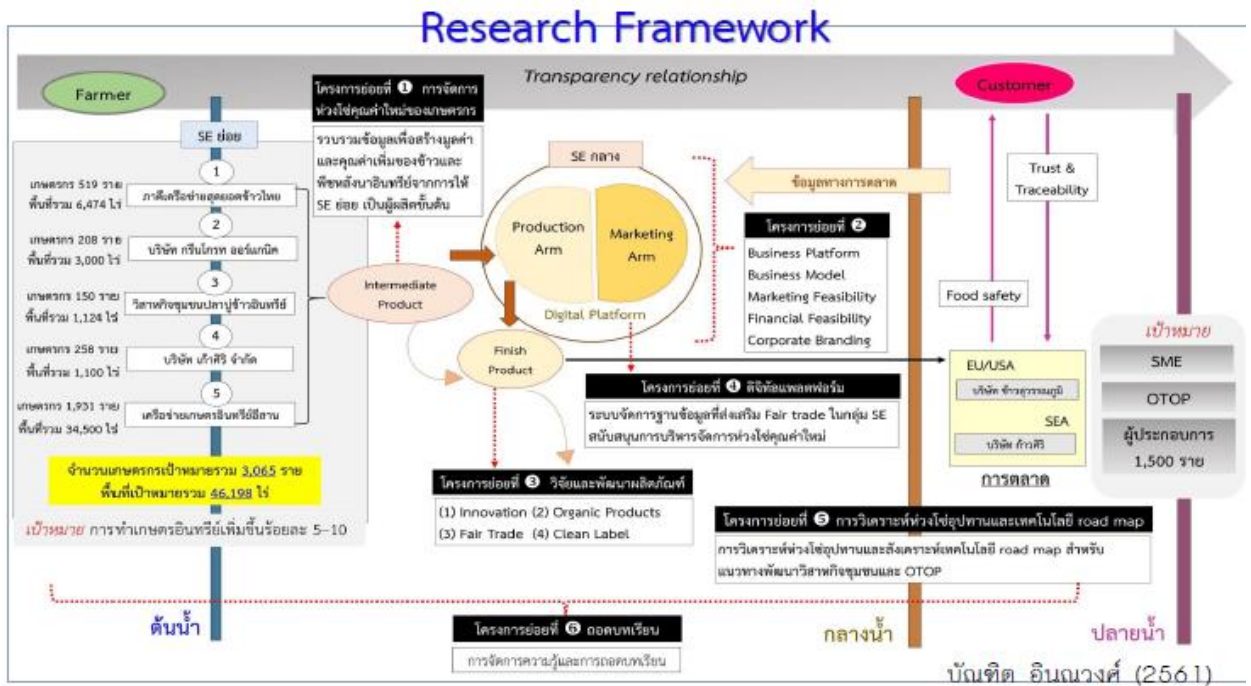 Research Framework
Transparency relationship
Farmer
Customer
SE ย่อย
1
เกษตรกร 519 ราย
พื้นที่รวม 6,474 ไร่
ภาคีเครือข่ายสุดยอดข้าวไทย
2
เกษตรกร 208 ราย
พื้นที่รวม 3,000 ไร่
บริษัท กรีนโกรท ออร์แกนิค
3
เกษตรกร 150 ราย
พื้นที่รวม 1,124 ไร่
วิสาหกิจชุมชนปลาบู่ข้าวอินทรีย์
4
เกษตรกร 258 ราย
พื้นที่รวม 1,100 ไร่
บริษัท เก้าศิริ จำกัด
5
เกษตรกร 1,931 ราย
พื้นที่รวม 34,500 ไร่
เครือข่ายเกษตรอินทรีย์อีสาน
จำนวนเกษตรกรเป้าหมายรวม 3,065 ราย
พื้นที่เป้าหมายรวม 46,198 ไร่
เป้าหมาย การทำเกษตรอินทรีย์เพิ่มขึ้นร้อยละ 5-10
โครงการย่อยที่ ❶ การจัดการ
ห่วงโซ่คุณค่าใหม่ของเกษตรกร
รวบรวมข้อมูลเพื่อสร้างมูลค่า
และคุณค่าเพิ่มของข้าวและ
พืชหลังนาอินทรีย์จากการให้
SE ย่อย เป็นผู้ผลิตขั้นต้น
Intermediate
Product
SE กลาง
Production
Arm
Marketing
Arm
Digital Platform
Finish
Product
ข้อมูลทางการตลาด
โครงการย่อยที่ ❷
Business Platform
Business Model
Marketing Feasibility
Financial Feasibility
Corporate Branding
Trust &
Traceability
Food safety
EU/USA
บริษัท ข้าวสุวรรณภูมิ
SEA
บริษัท ก้าวศิริ
การตลาด
เป้าหมาย
SME
OTOP
ผู้ประกอบการ
1,500 ราย
โครงการย่อยที่ ❹ ดิจิทัลแพลตฟอร์ม
ระบบจัดการฐานข้อมูลที่ส่งเสริม Fair trade ในกลุ่ม SE
สนับสนุนการบริหารจัดการห่วงโซ่คุณค่าใหม่
โครงการย่อยที่ ❸ วิจัยและพัฒนาผลิตภัณฑ์
(1) Innovation (2) Organic Products
(3) Fair Trade (4) Clean Label
โครงการย่อยที่ ❺ การวิเคราะห์ห่วงโซ่อุปทานและเทคโนโลยี road map
การวิเคราะห์ห่วงโซ่อุปทานและสังเคราะห์เทคโนโลยี road map สำหรับ
แนวทางพัฒนาวิสาหกิจชุมชนและ OTOP
ต้นน้ำ
กลางน้ำ
ปลายน้ำ
โครงการย่อยที่ ❻ ถอดบทเรียน
การจัดการความรู้และการถอดบทเรียน
บัณฑิต อินณวงศ์ (2561)